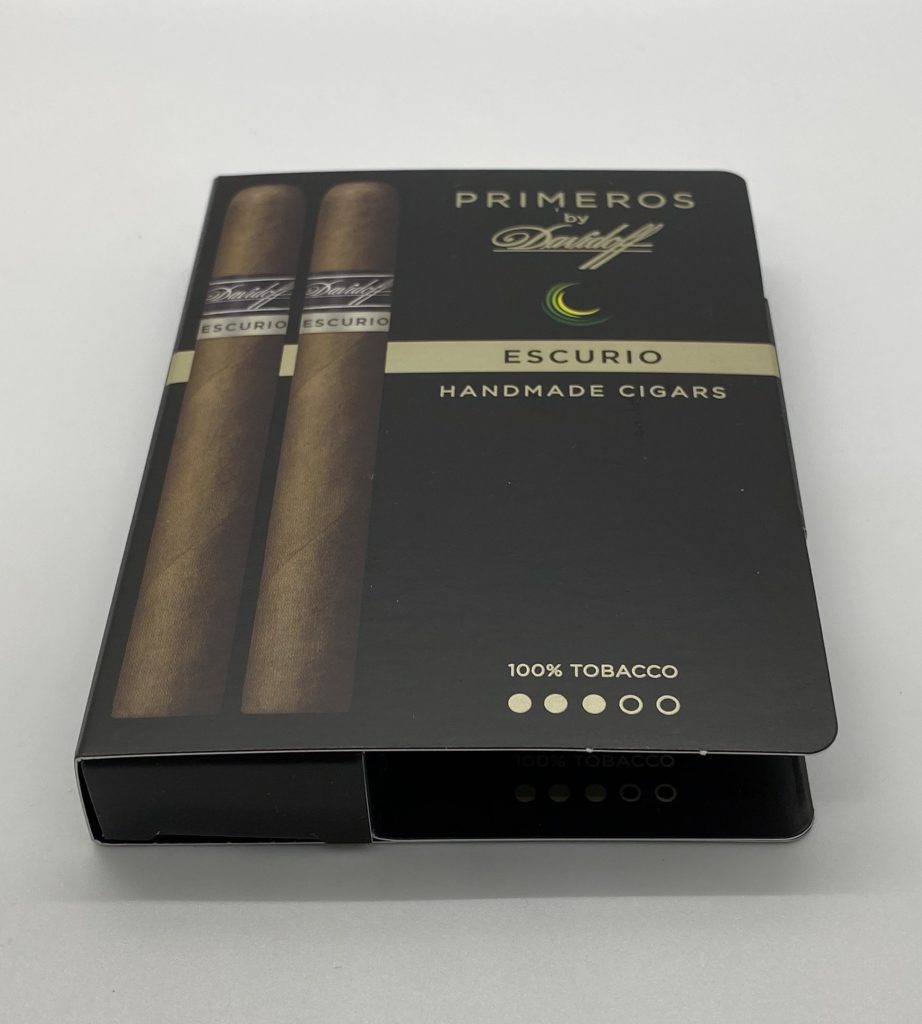 PRIMEROS
by
Davidoff
Davidoff
ESCURIO
Davidoff
ESCURIO
ESCURIO
HANDMADE CIGARS
100% TOBACCO
100% TOBACCO